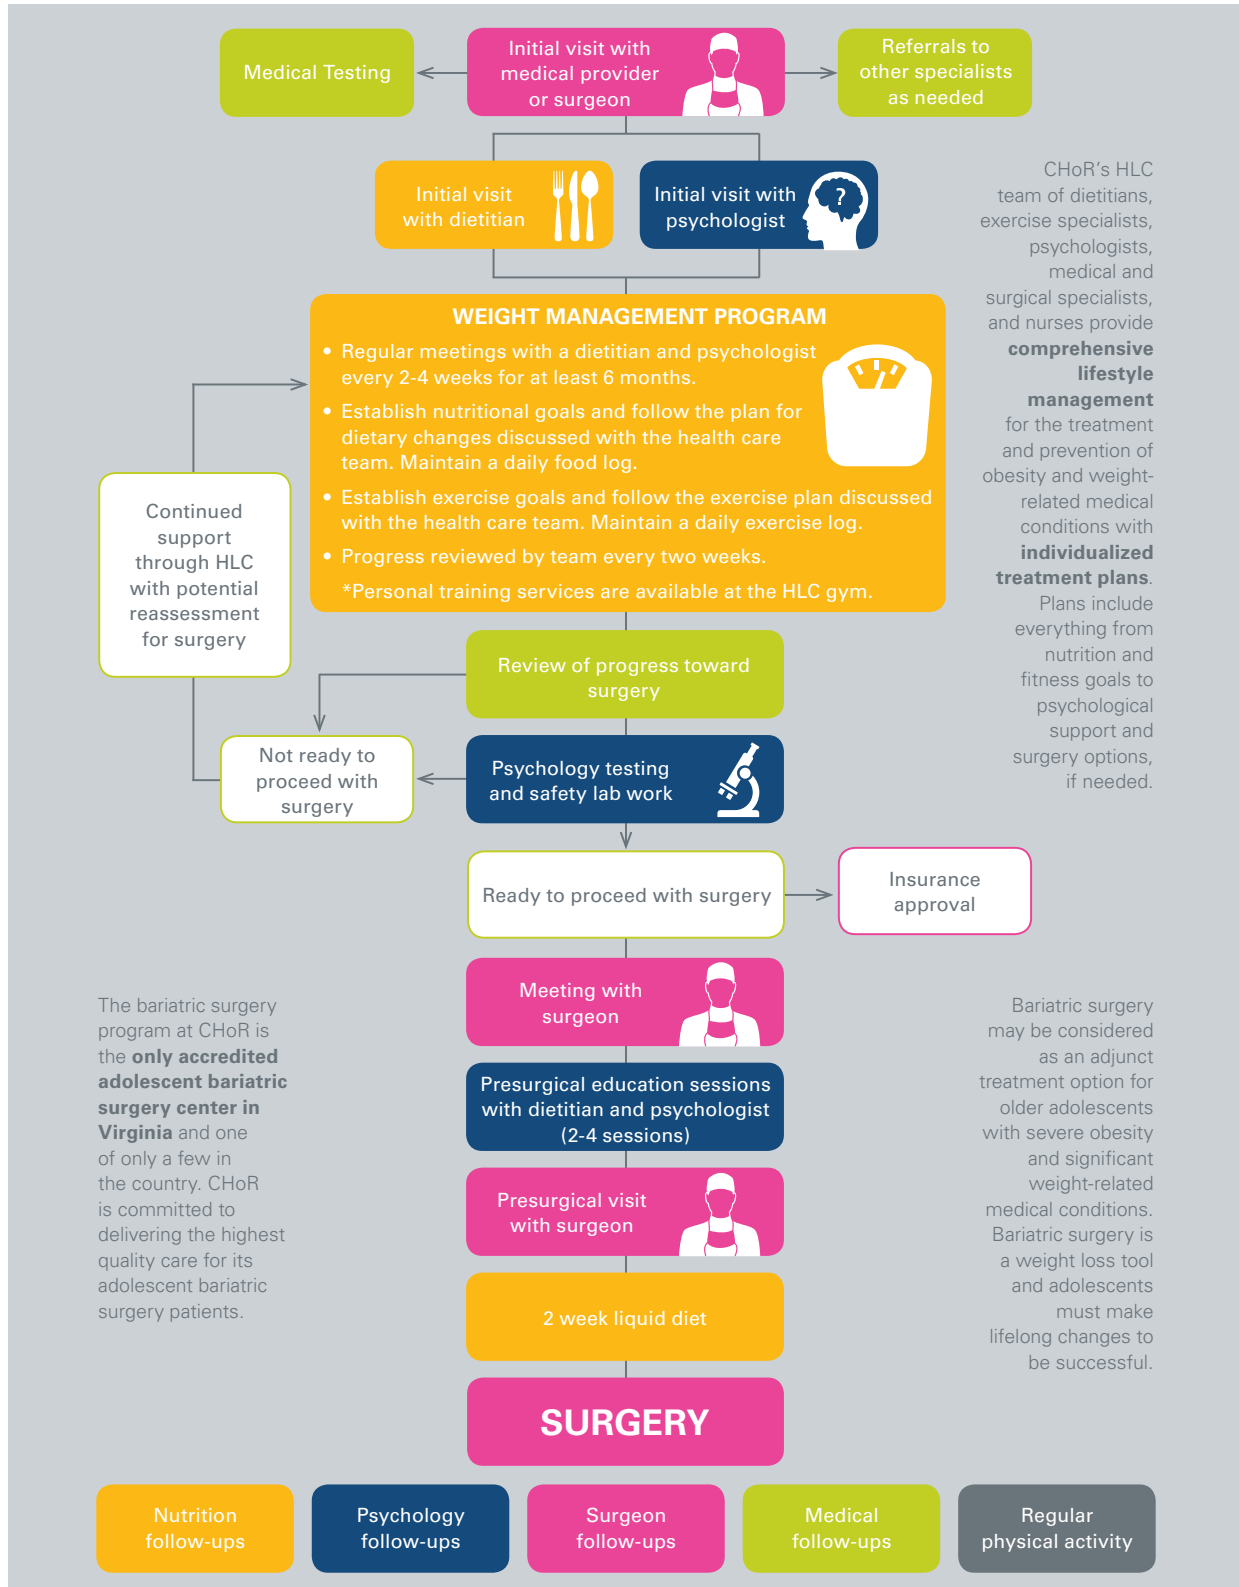 Medical Testing
Initial visit with
medical provider
or surgeon
Referrals to
other specialists
as needed
Initial visit
with dietitian
Initial visit with
psychologist
?
CHoR's HLC
team of dietitians,
exercise specialists,
psychologists,
medical and
surgical specialists,
and nurses provide
comprehensive
lifestyle
management
for the treatment
and prevention of
obesity and weight-
related medical
conditions with
individualized
treatment plans.
Plans include
everything from
nutrition and
fitness goals to
psychological
support and
surgery options,
if needed.
WEIGHT MANAGEMENT PROGRAM
• Regular meetings with a dietitian and psychologist
every 2-4 weeks for at least 6 months.
• Establish nutritional goals and follow the plan for
dietary changes discussed with the health care
team. Maintain a daily food log.
• Establish exercise goals and follow the exercise plan discussed
with the health care team. Maintain a daily exercise log.
• Progress reviewed by team every two weeks.
*Personal training services are available at the HLC gym.
Continued
support
through HLC
with potential
reassessment
for surgery
Review of progress toward
surgery
Not ready to
proceed with
surgery
Psychology testing
and safety lab work
Ready to proceed with surgery
Insurance
approval
Meeting with
surgeon
The bariatric surgery
program at CHoR is
the only accredited
adolescent bariatric
surgery center in
Virginia and one
of only a few in
the country. CHoR
is committed to
delivering the highest
quality care for its
adolescent bariatric
surgery patients.
Presurgical education sessions
with dietitian and psychologist
(2-4 sessions)
Bariatric surgery
may be considered
as an adjunct
treatment option for
older adolescents
with severe obesity
and significant
weight-related
medical conditions.
Bariatric surgery is
a weight loss tool
and adolescents
must make
lifelong changes to
be successful.
Presurgical visit
with surgeon
2 week liquid diet
SURGERY
Nutrition
follow-ups
Psychology
follow-ups
Surgeon
follow-ups
Medical
follow-ups
Regular
physical activity